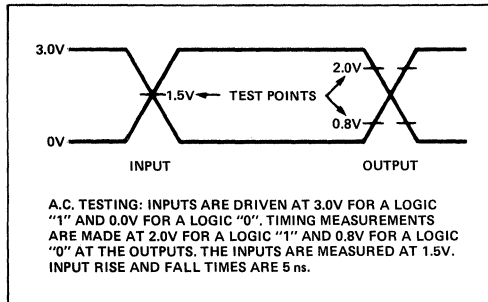 3.0V
2.0V
1.5V TEST POINTS
0.8V
0V
INPUT OUTPUT
A.C. TESTING: INPUTS ARE DRIVEN AT 3.0V FOR A LOGIC
"1" AND 0.0V FOR A LOGIC "0". TIMING MEASUREMENTS
ARE MADE AT 2.0V FOR A LOGIC "1" AND 0.8V FOR A LOGIC
"0" AT THE OUTPUTS. THE INPUTS ARE MEASURED AT 1.5V.
INPUT RISE AND FALL TIMES ARE 5 ns.